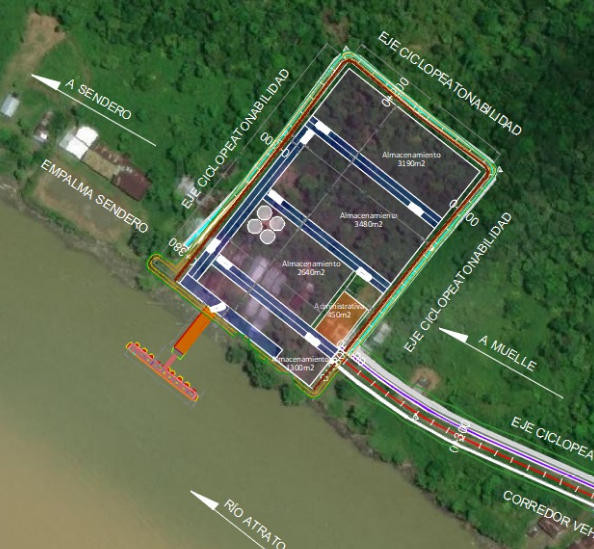 EJE CICLOPEATONABILIDAD
A SENDERO
EJE CICLOPEATONABILIDAD
Almacenamiento
3190m2
EMPALMA SENDERO
Almacenamiento
3480m2
Almacenamiento
2640m2
EJE CICLOPEATONABILIDAD
Administrativa
450m2
A MUELLE
Almacenamiento
1300m2
EJE CICLOPEA
CORREDOR VEH
RÍO ATRATO